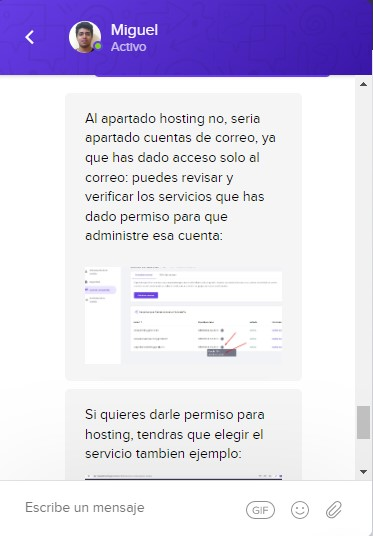 Miguel
Activo
Al apartado hosting no, seria
apartado cuentas de correo, ya
que has dado acceso solo al
correo: puedes revisar y
verificar los servicios que has
dado permiso para que
administre esa cuenta:
Si quieres darle permiso para
hosting, tendras que elegir el
servicio tambien ejemplo:
Escribe un mensaje
GIF